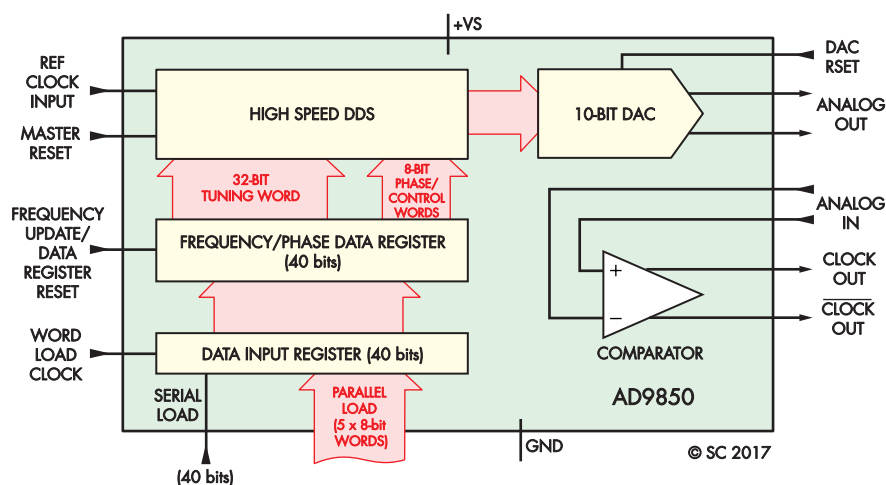 +VS
REF
CLOCK
INPUT
MASTER
RESET
HIGH SPEED DDS
10-BIT DAC
DAC
RSET
ANALOG
OUT
32-BIT
TUNING WORD
8-BIT
PHASE/
CONTROL
WORDS
FREQUENCY
UPDATE/
DATA
REGISTER
RESET
FREQUENCY/PHASE DATA REGISTER
(40 bits)
ANALOG
IN
+
−
CLOCK
OUT
CLOCK
OUT
COMPARATOR
WORD
LOAD
CLOCK
DATA INPUT REGISTER (40 bits)
SERIAL
LOAD
PARALLEL
LOAD
(5 x 8-bit
WORDS)
AD9850
(40 bits)
GND
© SC 2017